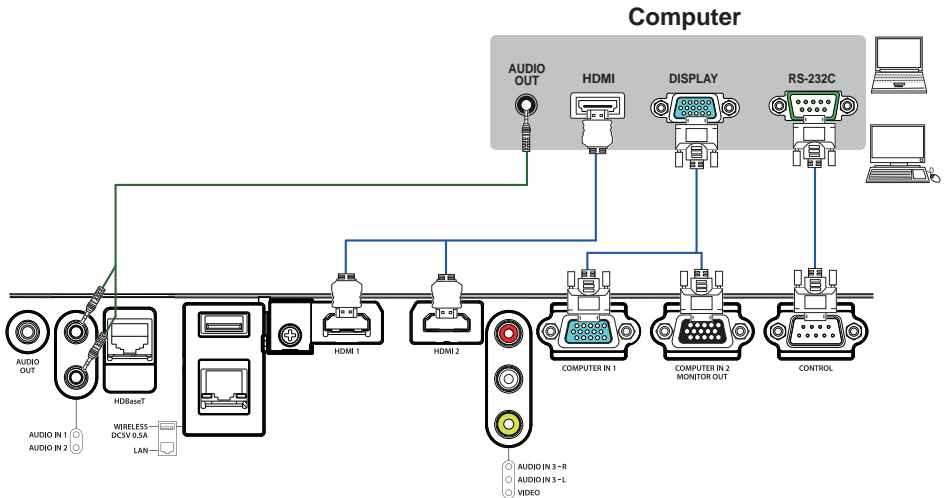 Computer
AUDIO
OUT
HDMI
DISPLAY
RS-232C
AUDIO
OUT
HDBaseT
HDMI 1
HDMI 2
COMPUTER IN 1
COMPUTER IN 2
MONITOR OUT
CONTROL
AUDIO IN 1
AUDIO IN 2
WIRELESS
DC5V 0.5A
LAN
AUDIO IN 3 - R
AUDIO IN 3 - L
VIDEO